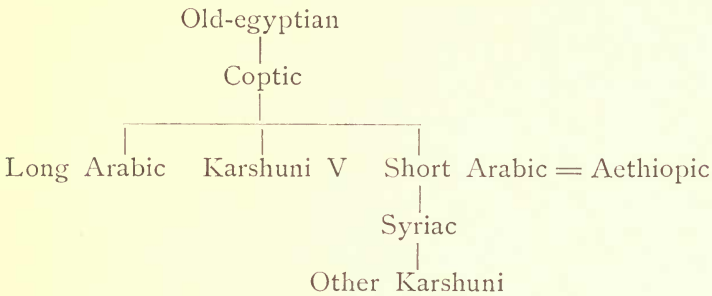 Old-egyptian
Coptic
Long Arabic Karshuni V Short Arabic = Aethiopic
Syriac
Other Karshuni